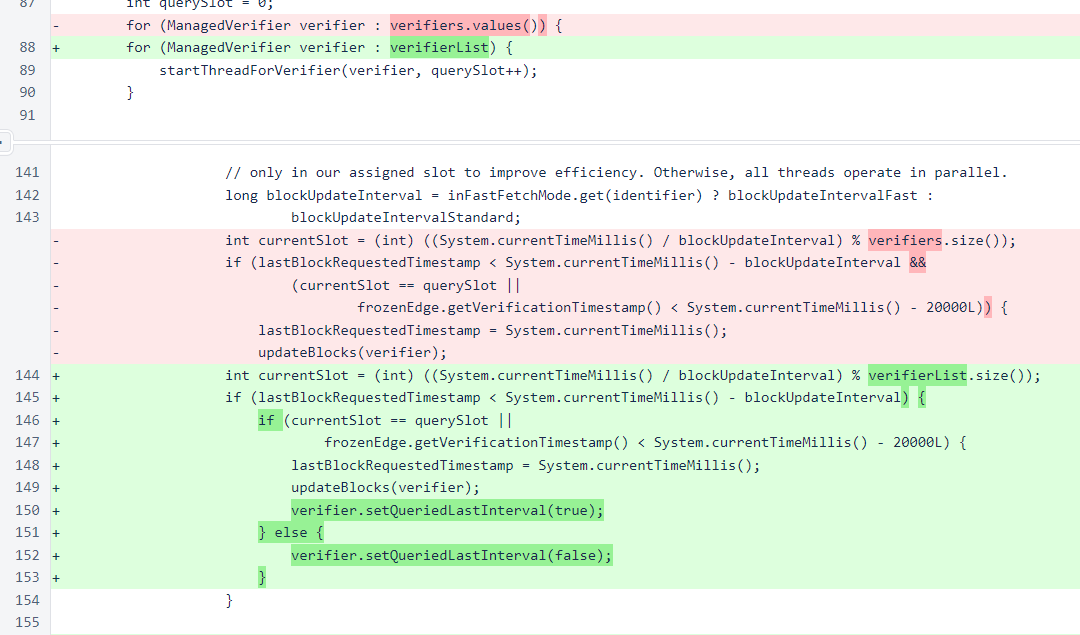 87 int querySlot = 0;
- for (ManagedVerifier verifier : verifiers.values()) {
88 + for (ManagedVerifier verifier : verifierList) {
89 startThreadForVerifier(verifier, querySlot++);
90 }
91
141 // only in our assigned slot to improve efficiency. Otherwise, all threads operate in parallel.
142 long blockUpdateInterval = inFastFetchMode.get(identifier) ? blockUpdateIntervalFast :
143 blockUpdateIntervalStandard;
- int currentSlot = (int) ((System.currentTimeMillis() / blockUpdateInterval) % verifiers.size());
- if (lastBlockRequestedTimestamp < System.currentTimeMillis() - blockUpdateInterval &&
- (currentSlot == querySlot ||
- frozenEdge.getVerificationTimestamp() < System.currentTimeMillis() - 20000L)) {
- lastBlockRequestedTimestamp = System.currentTimeMillis();
- updateBlocks(verifier);
144 + int currentSlot = (int) ((System.currentTimeMillis() / blockUpdateInterval) % verifierList.size());
145 + if (lastBlockRequestedTimestamp < System.currentTimeMillis() - blockUpdateInterval) {
146 + if (currentSlot == querySlot ||
147 + frozenEdge.getVerificationTimestamp() < System.currentTimeMillis() - 20000L) {
148 + lastBlockRequestedTimestamp = System.currentTimeMillis();
149 + updateBlocks(verifier);
150 + verifier.setQueriedLastInterval(true);
151 + } else {
152 + verifier.setQueriedLastInterval(false);
153 + }
154 }
155